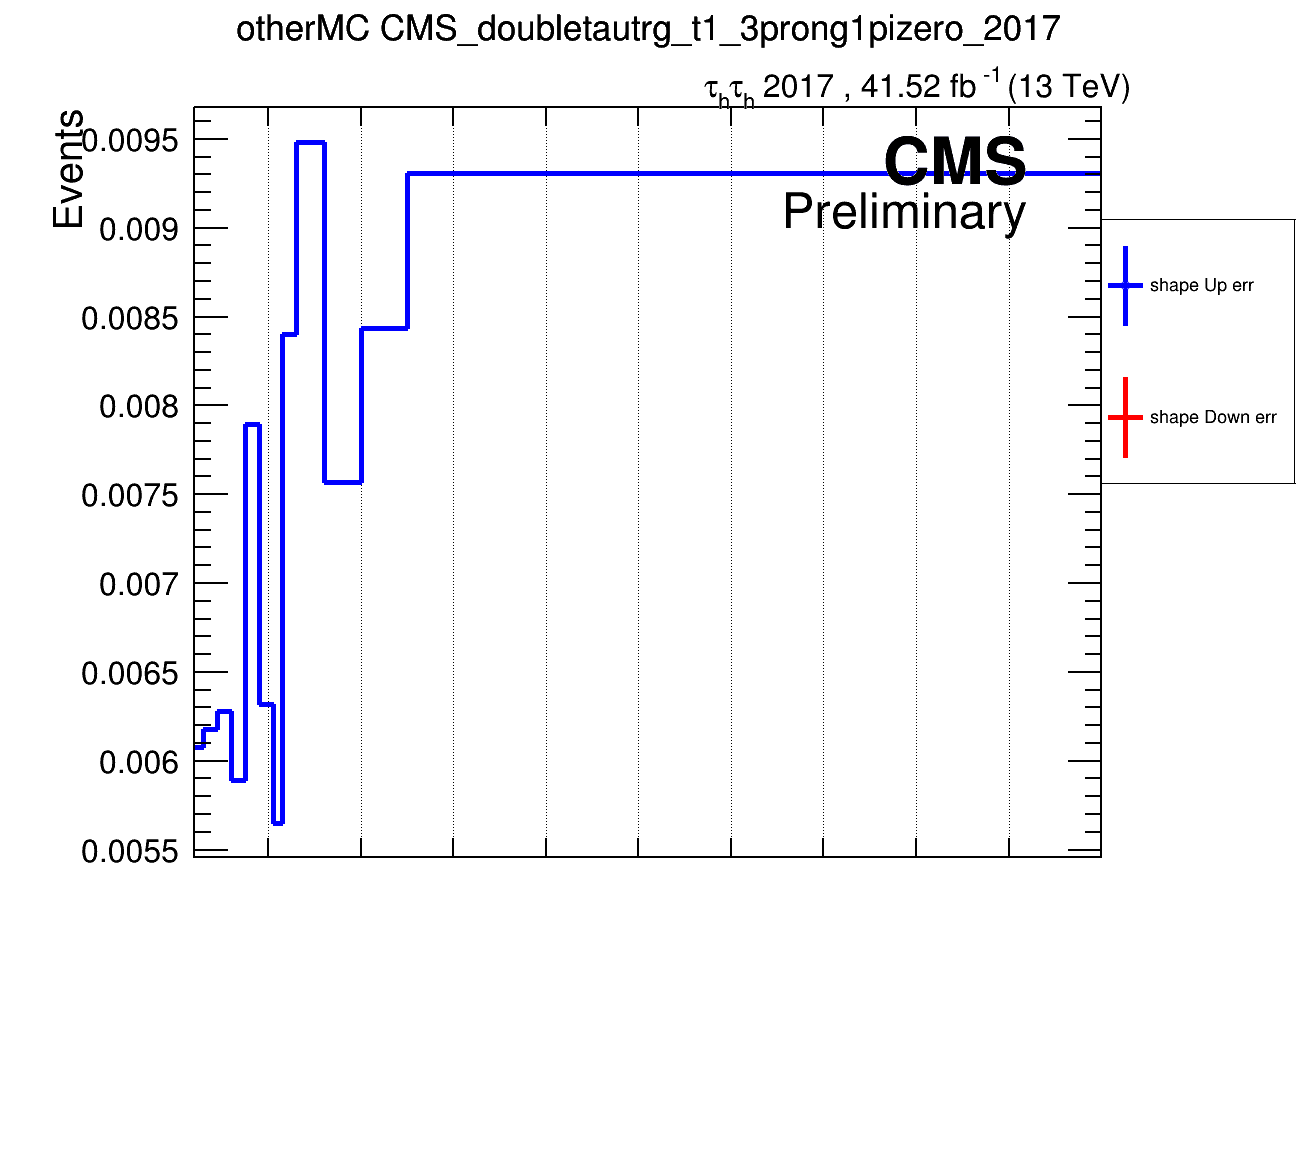 otherMC CMS_doubletautrg_t1_3prong1pizero_2017
τhτh 2017 , 41.52 fb -1 (13 TeV)
Events
CMS
Preliminary
0.0095
0.009
0.0085
0.008
0.0075
0.007
0.0065
0.006
0.0055
shape Up err
shape Down err